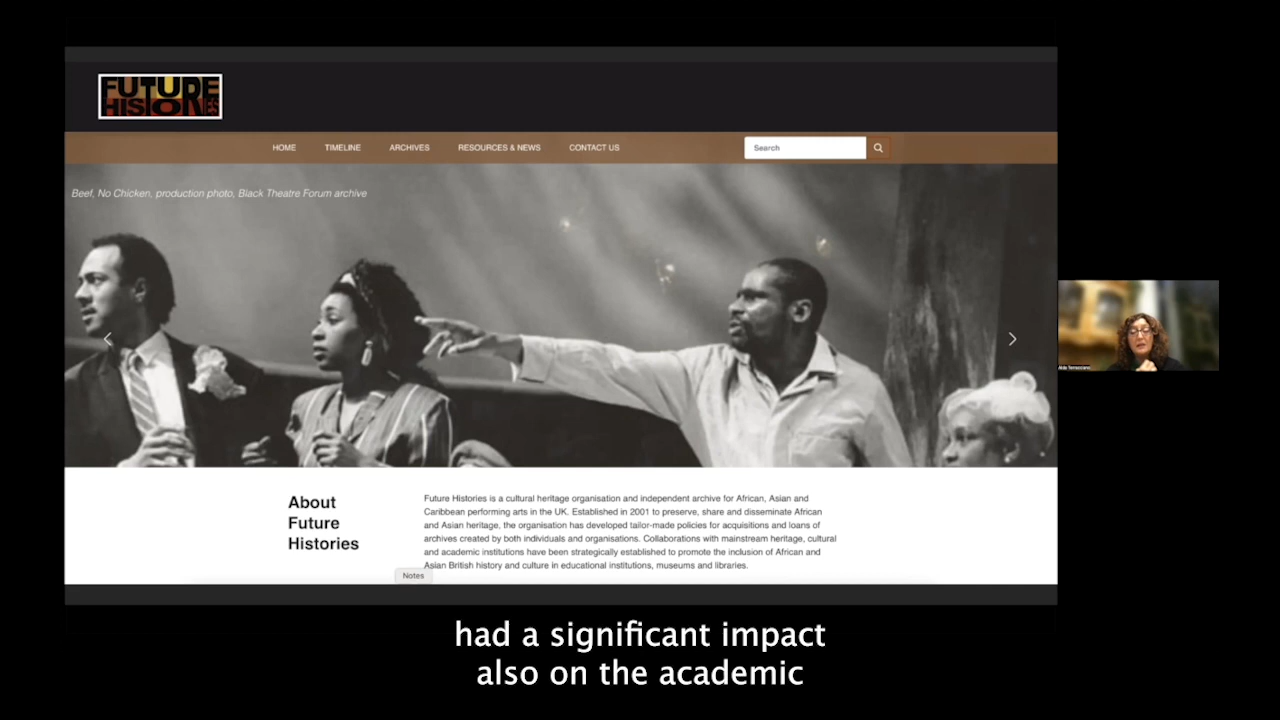 FUTURE
HISTORIES
HOME TIMELINE ARCHIVES RESOURCES & NEWS CONTACT US Search
Beef, No Chicken, production photo, Black Theatre Forum archive
About
Future
Histories
Future Histories is a cultural heritage organisation and independent archive for African, Asian and
Caribbean performing arts in the UK. Established in 2001 to preserve, share and disseminate African
and Asian heritage, the organisation has developed tailor-made policies for acquisitions and loans of
archives created by both individuals and organisations. Collaborations with mainstream heritage, cultural
and academic institutions have been strategically established to promote the inclusion of African and
Asian British history and culture in educational institutions, museums and libraries.
Notes
had a significant impact
also on the academic